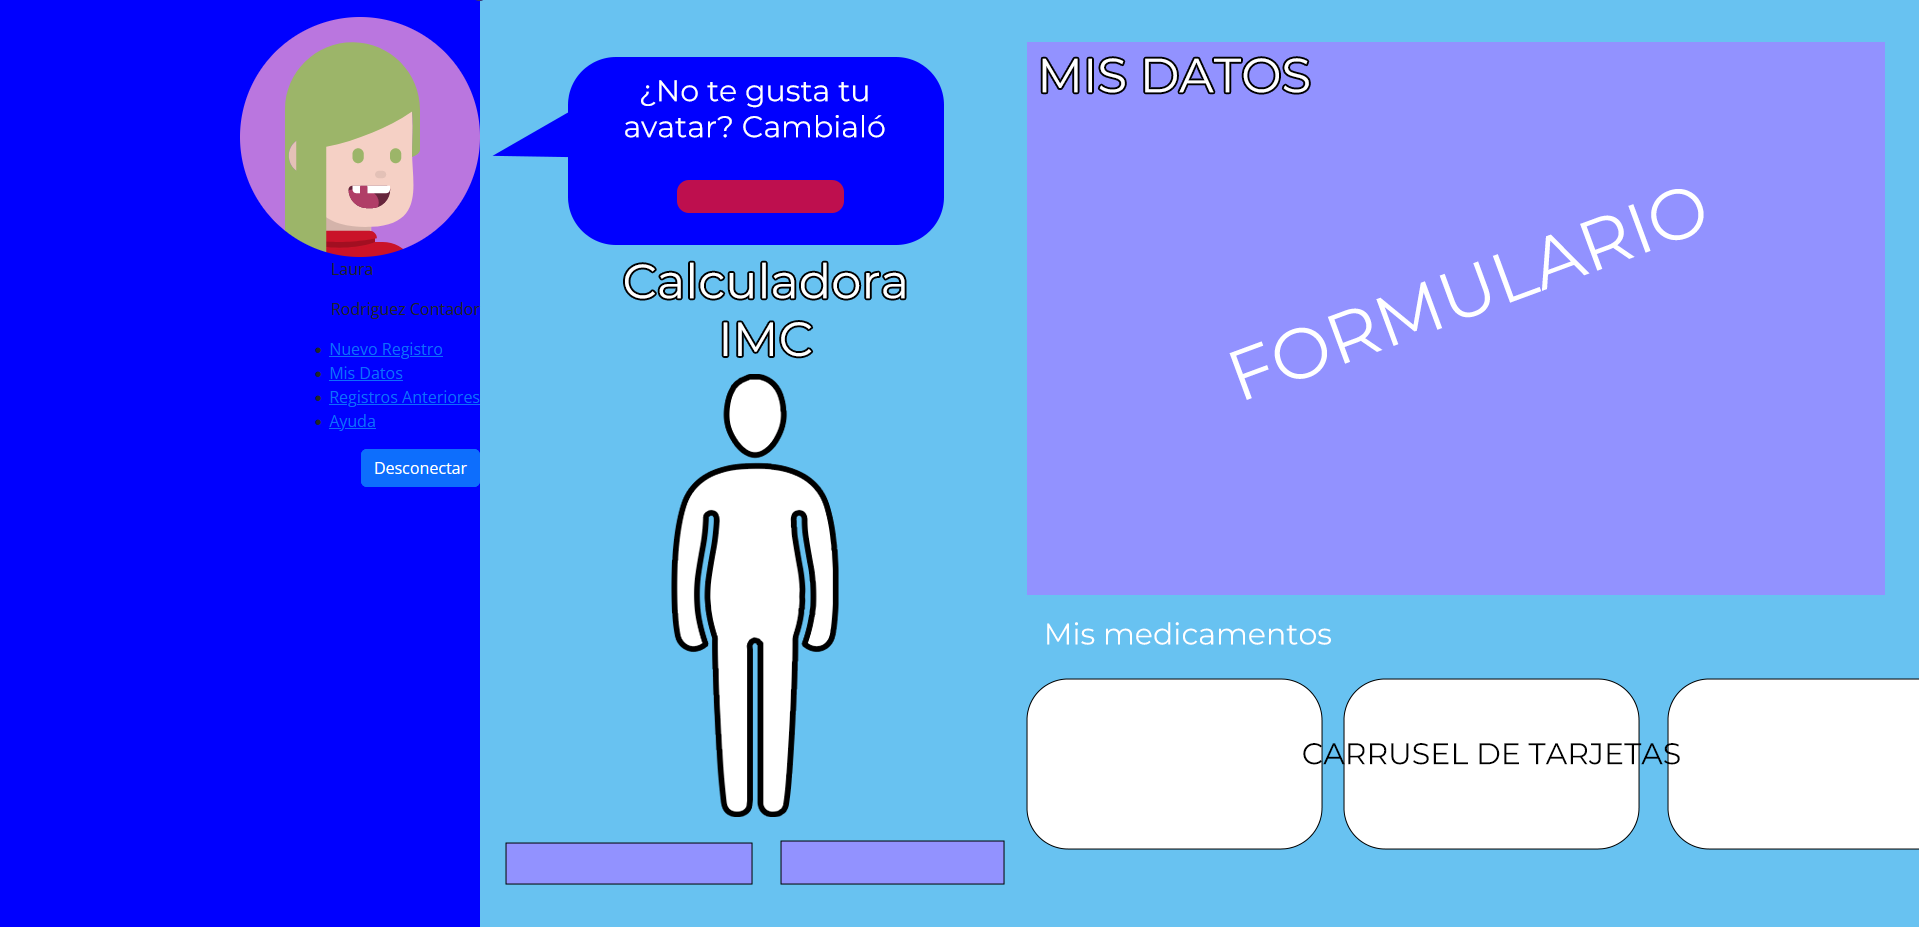 Laura
Rodríguez Contador
Nuevo Registro
Mis Datos
Registros Anteriores
Ayuda
Desconectar
¿No te gusta tu
avatar? Cambialó
Calculadora
IMC
MIS DATOS
FORMULARIO
Mis medicamentos
CARRUSEL DE TARJETAS